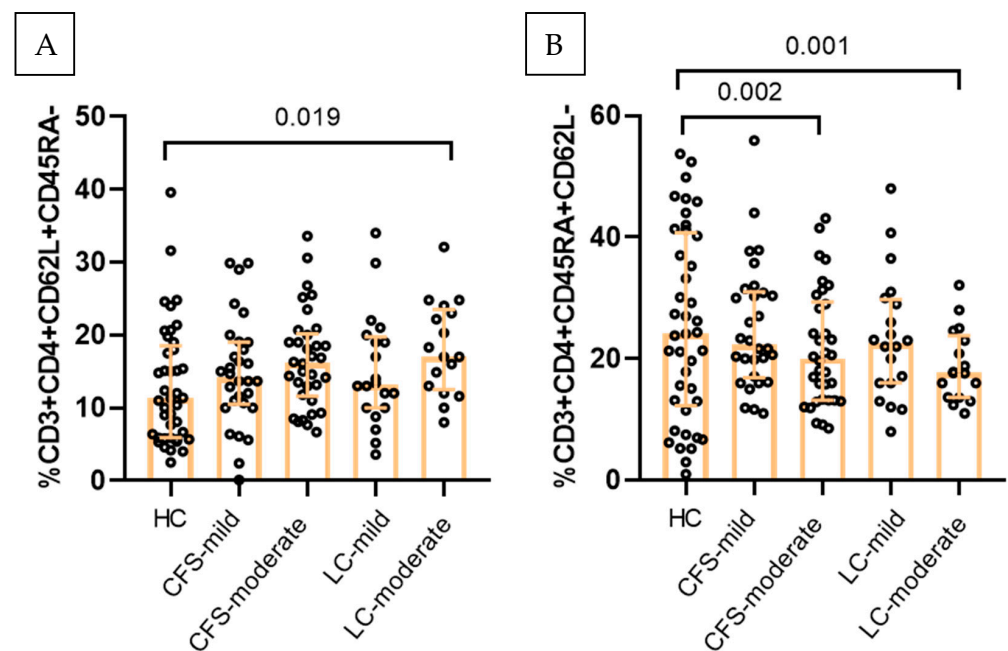 A
%CD3+CD4+CD62L+CD45RA-
50
40
30
20
10
0
0.019
HC
CFS-mild
CFS-moderate
LC-mild
LC-moderate
B
%CD3+CD4+CD45RA+CD62L-
60
40
20
0
0.001
0.002
HC
CFS-mild
CFS-moderate
LC-mild
LC-moderate